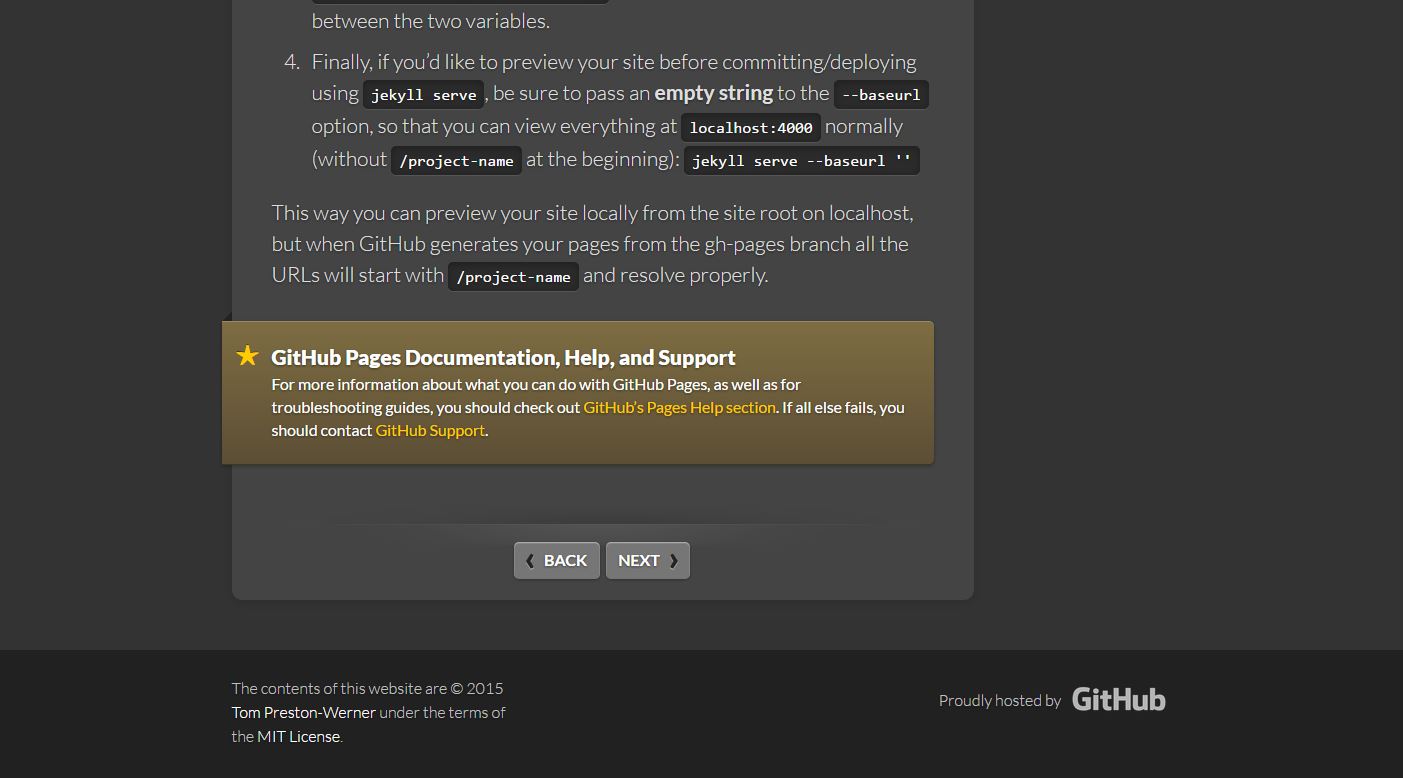 between the two variables.
4. Finally, if you’d like to preview your site before committing/deploying
using jekyll serve, be sure to pass an empty string to the --baseurl
option, so that you can view everything at localhost:4000 normally
(without /project-name at the beginning): jekyll serve --baseurl ''
This way you can preview your site locally from the site root on localhost,
but when GitHub generates your pages from the gh-pages branch all the
URLs will start with /project-name and resolve properly.
GitHub Pages Documentation, Help, and Support
For more information about what you can do with GitHub Pages, as well as for
troubleshooting guides, you should check out GitHub’s Pages Help section. If all else fails, you
should contact GitHub Support.
BACK NEXT
The contents of this website are © 2015
Tom Preston-Werner under the terms of
the MIT License.
Proudly hosted by GitHub